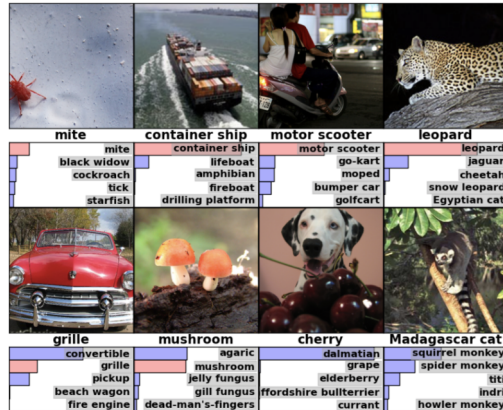 mite
container ship
motor scooter
leopard
mite
black widow
cockroach
tick
starfish
container ship
lifeboat
amphibian
fireboat
drilling platform
motor scooter
go-kart
moped
bumper car
golfcart
leopard
jaguar
cheetah
snow leopard
Egyptian cat
grille
mushroom
cherry
Madagascar cat
convertible
grille
pickup
beach wagon
fire engine
agaric
mushroom
jelly fungus
gill fungus
dead-man's-fingers
dalmatian
grape
elderberry
ffordshire bullterrier
currant
squirrel monkey
spider monkey
titi
indri
howler monkey